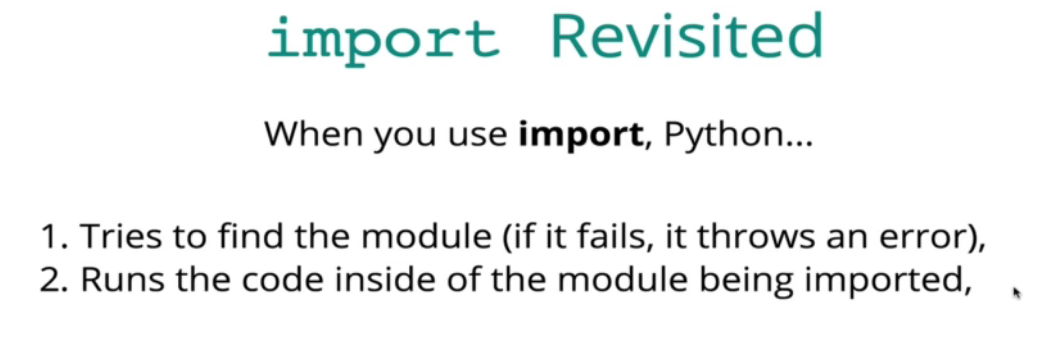 import Revisited
When you use import, Python...
1. Tries to find the module (if it fails, it throws an error),
2. Runs the code inside of the module being imported,